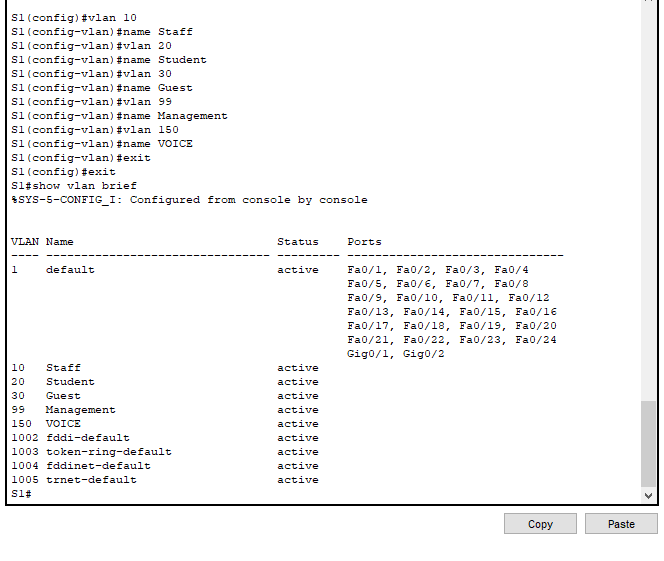 S1(config)#vlan 10
S1(config-vlan)#name Staff
S1(config-vlan)#vlan 20
S1(config-vlan)#name Student
S1(config-vlan)#vlan 30
S1(config-vlan)#name Guest
S1(config-vlan)#vlan 99
S1(config-vlan)#name Management
S1(config-vlan)#vlan 150
S1(config-vlan)#name VOICE
S1(config-vlan)#exit
S1(config)#exit
S1#show vlan brief
%SYS-5-CONFIG_I: Configured from console by console
VLAN Name                             Status    Ports
---- -------------------------------- --------- -------------------------------
1    default                          active    Fa0/1, Fa0/2, Fa0/3, Fa0/4
                                                Fa0/5, Fa0/6, Fa0/7, Fa0/8
                                                Fa0/9, Fa0/10, Fa0/11, Fa0/12
                                                Fa0/13, Fa0/14, Fa0/15, Fa0/16
                                                Fa0/17, Fa0/18, Fa0/19, Fa0/20
                                                Fa0/21, Fa0/22, Fa0/23, Fa0/24
                                                Gig0/1, Gig0/2
10   Staff                            active
20   Student                          active
30   Guest                            active
99   Management                       active
150  VOICE                            active
1002 fddi-default                     active
1003 token-ring-default               active
1004 fddinet-default                  active
1005 trnet-default                    active
S1#
Copy Paste